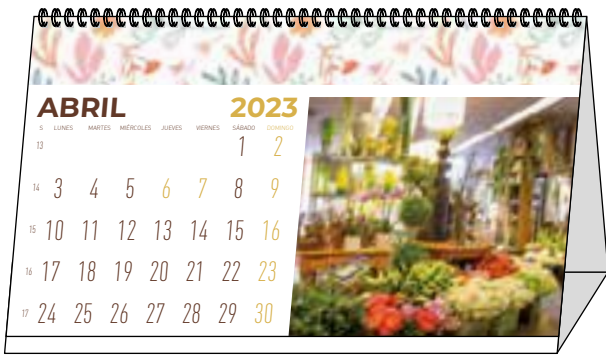 ABRIL 2023
S LUNES MARTES MIÉRCOLES JUEVES VIERNES SÁBADO DOMINGO
13 1 2
14 3 4 5 6 7 8 9
15 10 11 12 13 14 15 16
16 17 18 19 20 21 22 23
17 24 25 26 27 28 29 30